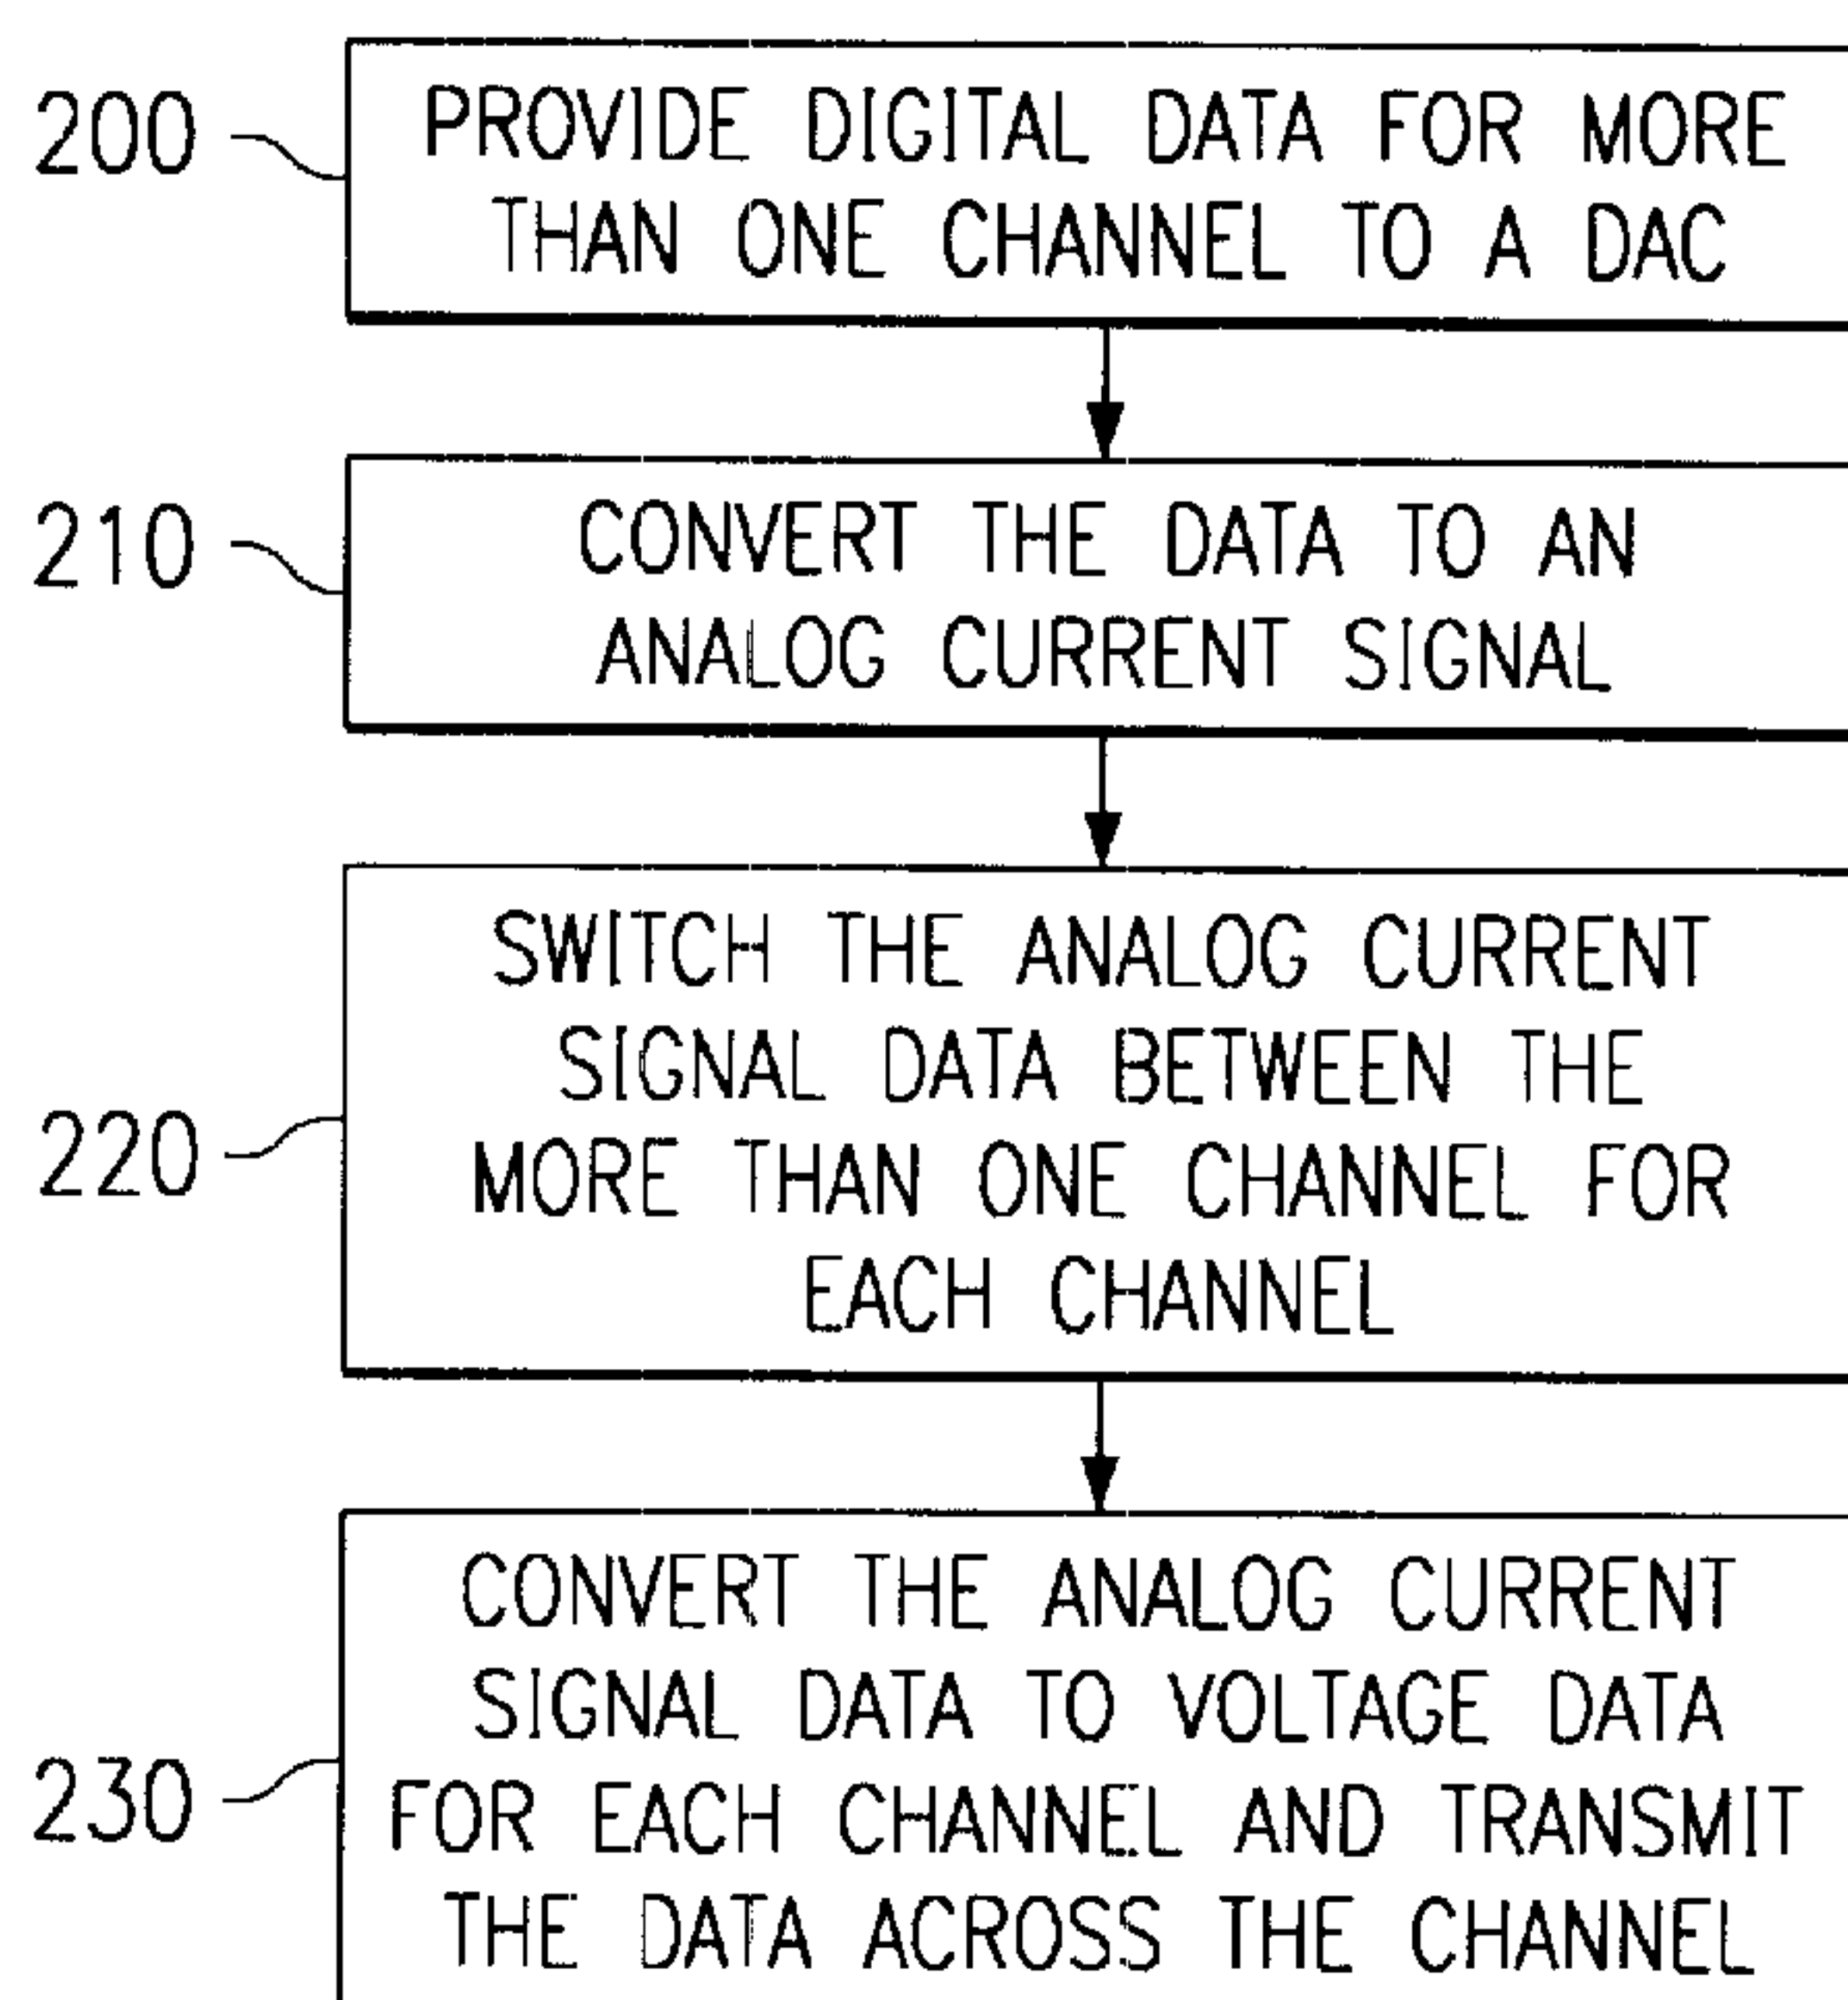 200
PROVIDE DIGITAL DATA FOR MORE
THAN ONE CHANNEL TO A DAC
210
CONVERT THE DATA TO AN
ANALOG CURRENT SIGNAL
SWITCH THE ANALOG CURRENT
SIGNAL DATA BETWEEN THE
220
MORE THAN ONE CHANNEL FOR
EACH CHANNEL
CONVERT THE ANALOG CURRENT
SIGNAL DATA TO VOLTAGE DATA
230
FOR EACH CHANNEL AND TRANSMIT
THE DATA ACROSS THE CHANNEL